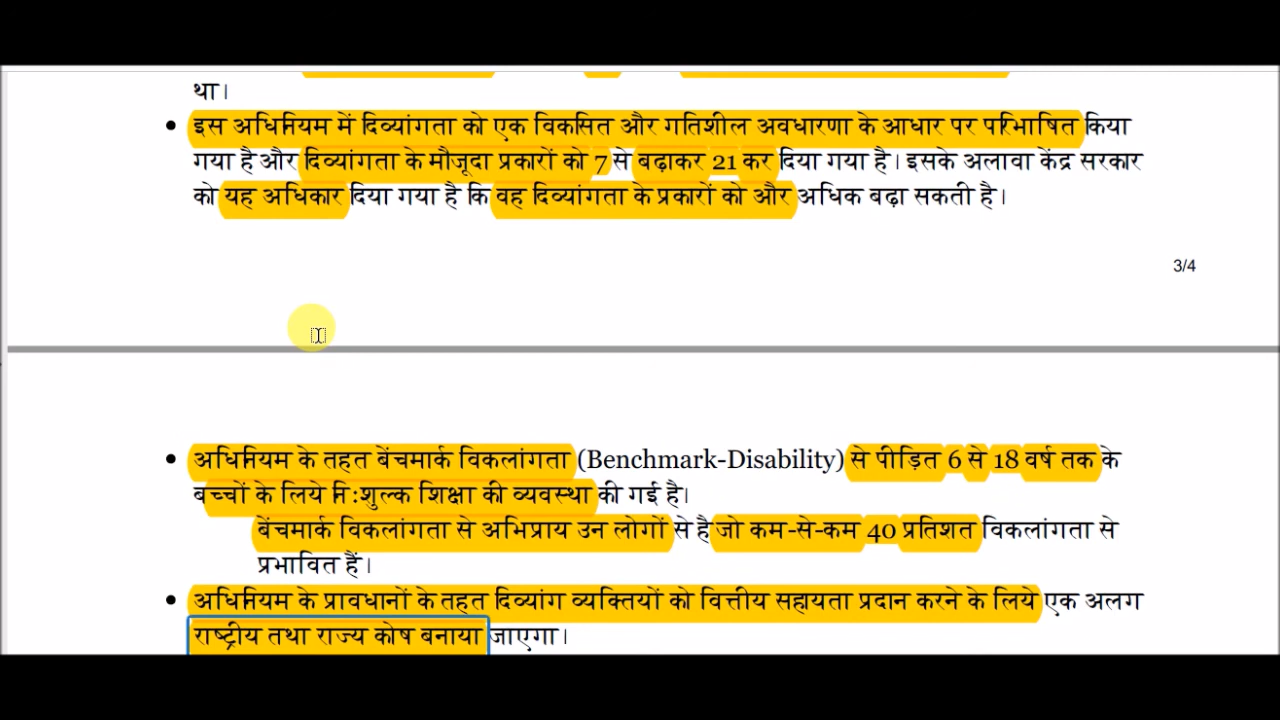 था।
• इस अधिनियम में दिव्यांगता को एक विकसित और गतिशील अवधारणा के आधार पर परिभाषित किया
गया है और दिव्यांगता के मौजूदा प्रकारों को 7 से बढ़ाकर 21 कर दिया गया है। इसके अलावा केंद्र सरकार
को यह अधिकार दिया गया है कि वह दिव्यांगता के प्रकारों को और अधिक बढ़ा सकती है।
3/4
• अधिनियम के तहत बेंचमार्क विकलांगता (Benchmark-Disability) से पीड़ित 6 से 18 वर्ष तक के
बच्चों के लिये नि:शुल्क शिक्षा की व्यवस्था की गई है।
बेंचमार्क विकलांगता से अभिप्राय उन लोगों से है जो कम-से-कम 40 प्रतिशत विकलांगता से
प्रभावित हैं।
• अधिनियम के प्रावधानों के तहत दिव्यांग व्यक्तियों को वित्तीय सहायता प्रदान करने के लिये एक अलग
राष्ट्रीय तथा राज्य कोष बनाया जाएगा।